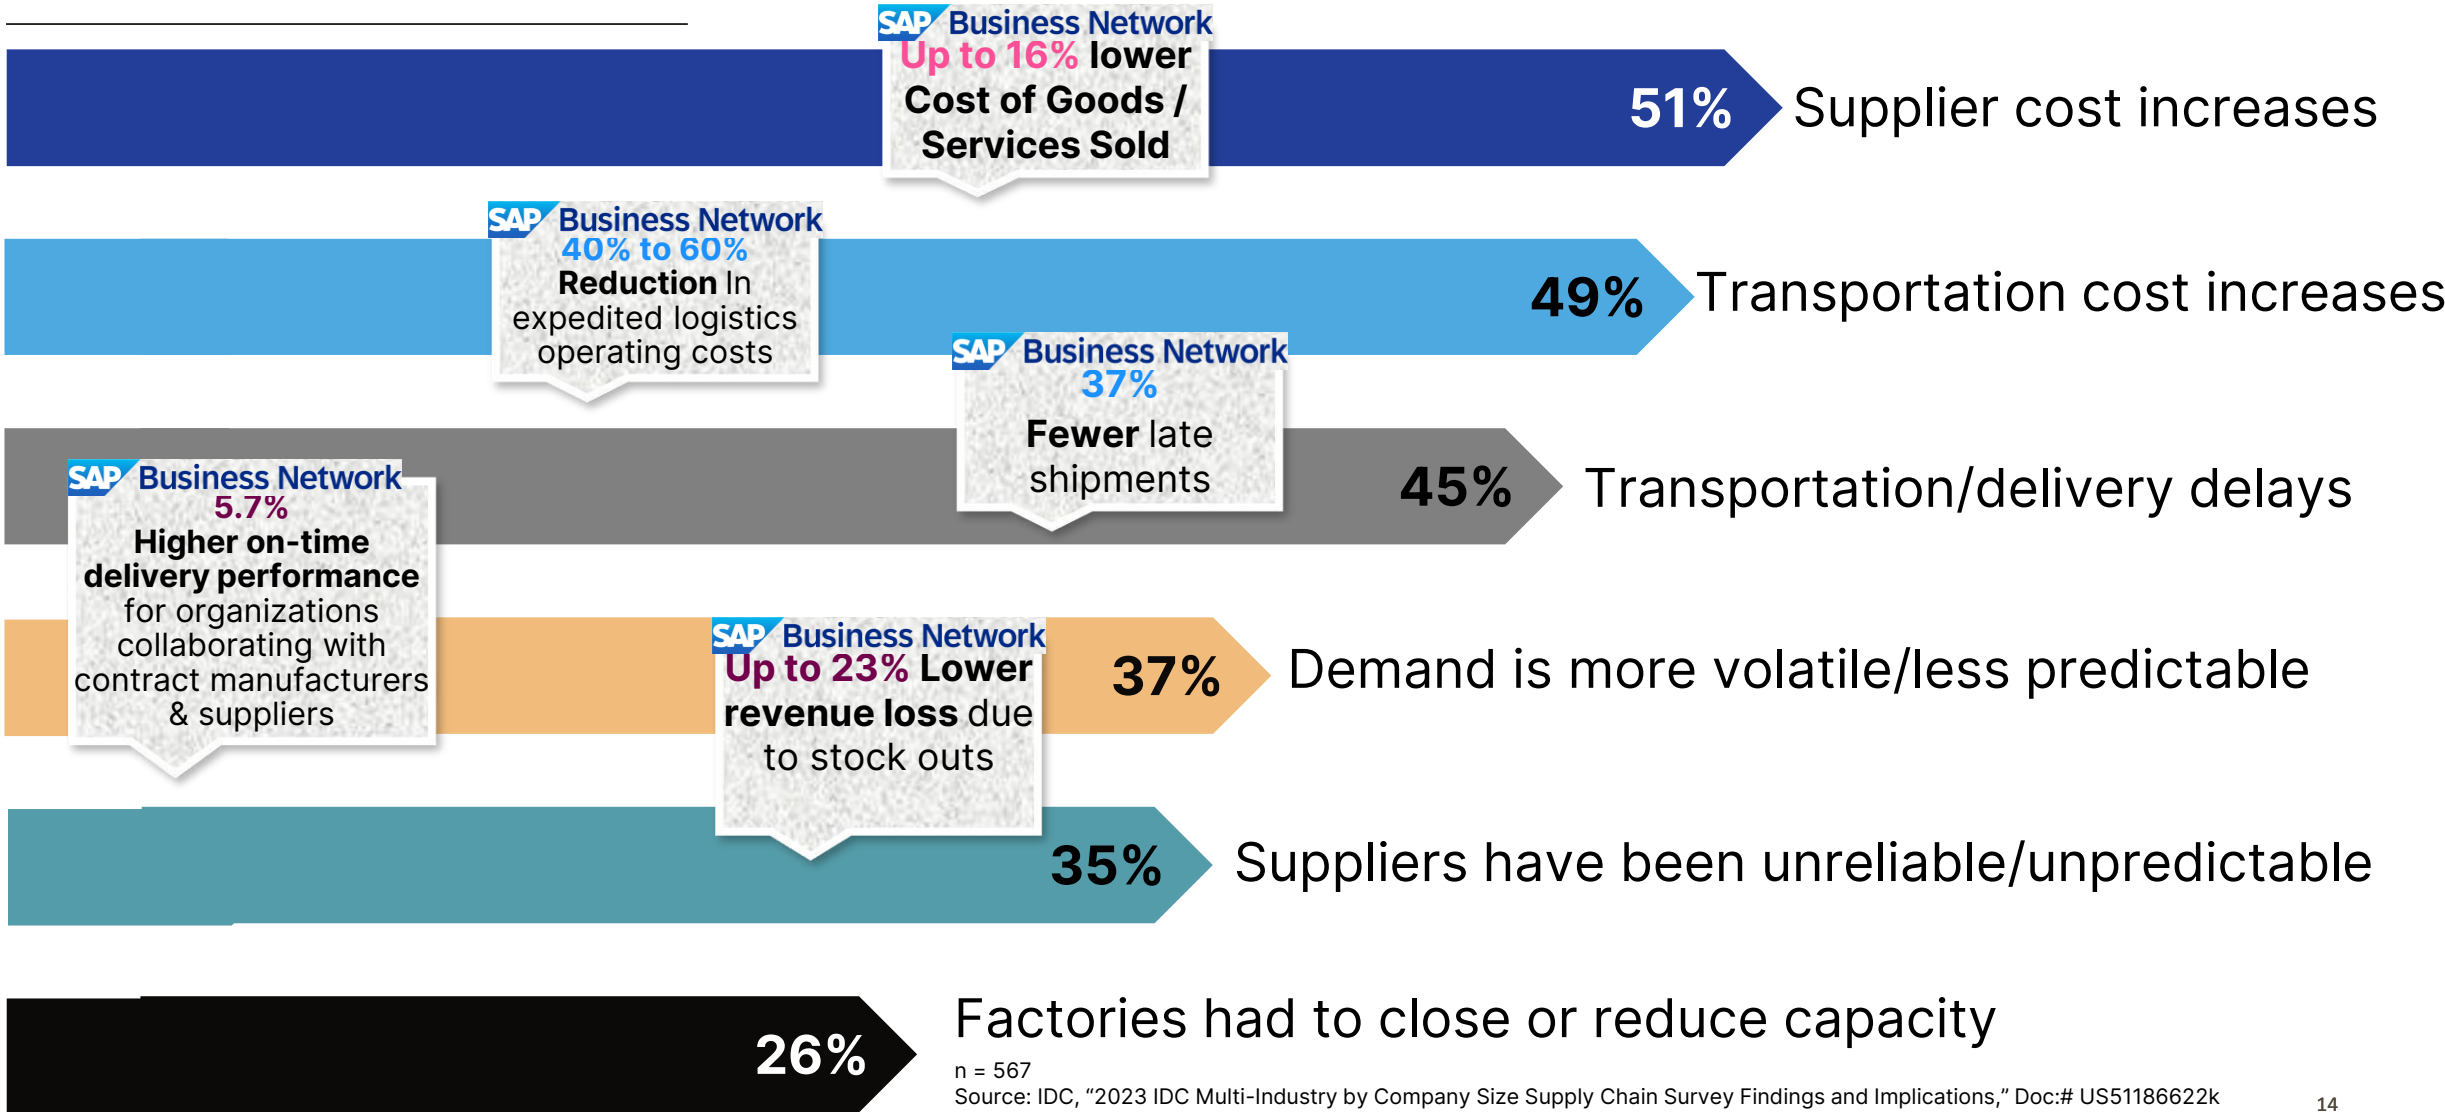 SAP Business Network
Up to 16% lower
Cost of Goods /
Services Sold
51%
Supplier cost increases
SAP Business Network
40% to 60%
Reduction In
expedited logistics
operating costs
49%
Transportation cost increases
SAP Business Network
37%
Fewer late
shipments
45%
Transportation/delivery delays
SAP Business Network
5.7%
Higher on-time
delivery performance
for organizations
collaborating with
contract manufacturers
& suppliers
SAP Business Network
Up to 23% Lower
revenue loss due
to stock outs
37%
Demand is more volatile/less predictable
35%
Suppliers have been unreliable/unpredictable
26%
Factories had to close or reduce capacity
n = 567
Source: IDC, “2023 IDC Multi-Industry by Company Size Supply Chain Survey Findings and Implications,” Doc:# US51186622k
14